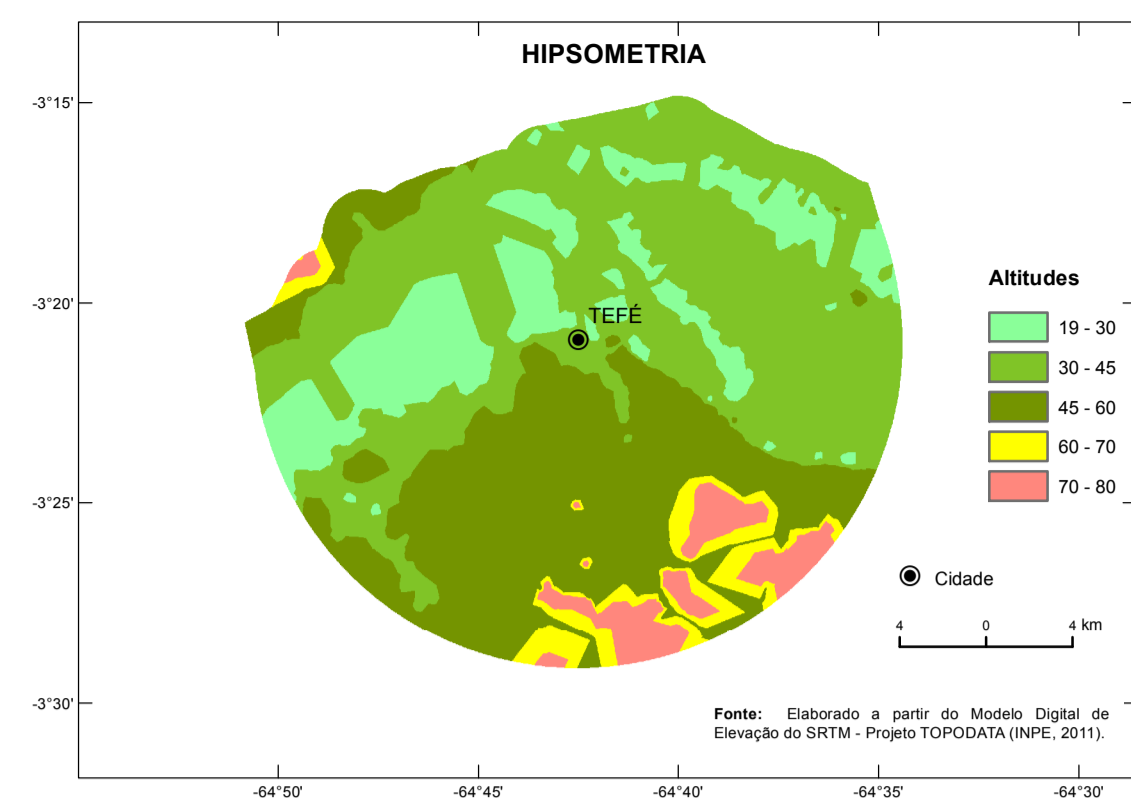 HIPSOMETRIA
-3°15'
-3°20'
-3°25'
-3°30'
TEFÉ
Altitudes
19 - 30
30 - 45
45 - 60
60 - 70
70 - 80
Cidade
4 0 4 km
Fonte: Elaborado a partir do Modelo Digital de
Elevação do SRTM - Projeto TOPODATA (INPE, 2011).
-64°50' -64°45' -64°40' -64°35' -64°30'